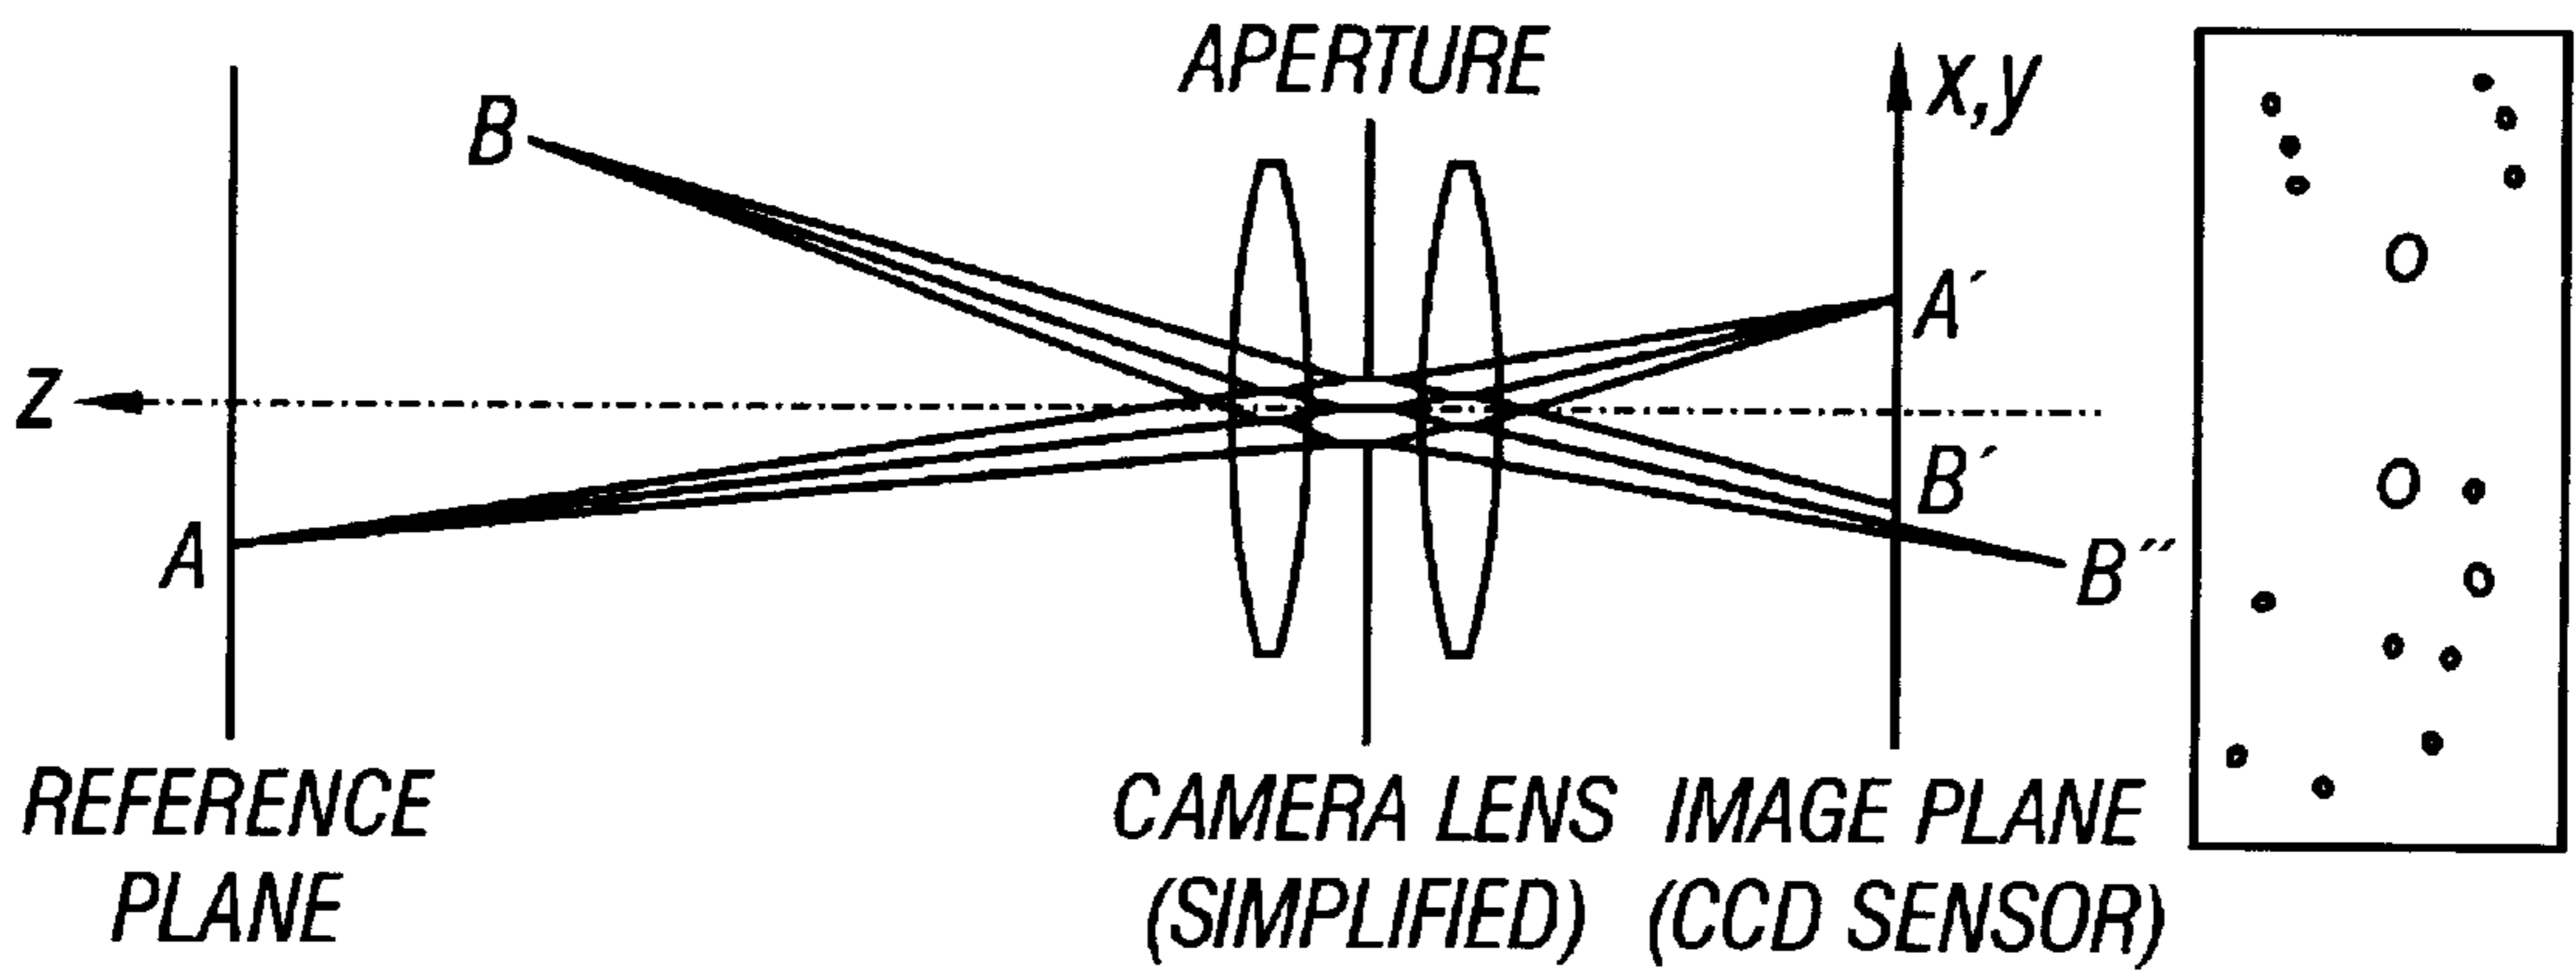 APERTURE
x,y
B
A´
Z
B´
A
B´´
REFERENCE
PLANE
CAMERA LENS
(SIMPLIFIED)
IMAGE PLANE
(CCD SENSOR)